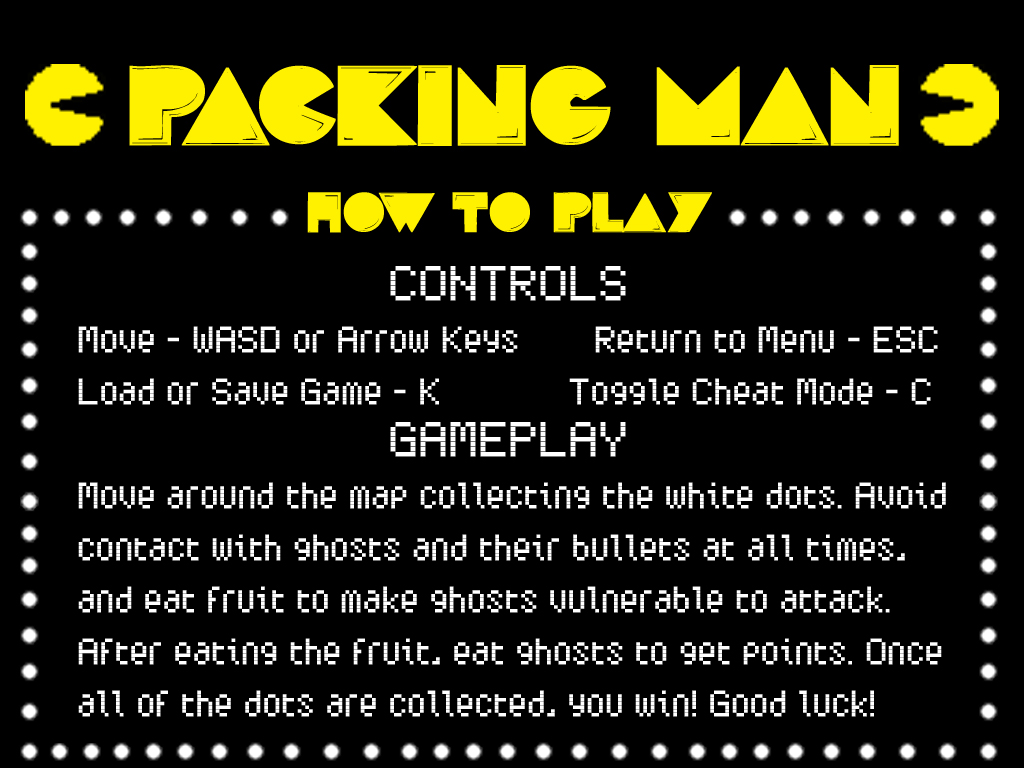 PACKING MAN
HOW TO PLAY
CONTROLS
Move - WASD or Arrow Keys Return to Menu - ESC
Load or Save Game - K Toggle Cheat Mode - C
GAMEPLAY
Move around the map collecting the white dots. Avoid
contact with ghosts and their bullets at all times,
and eat fruit to make ghosts vulnerable to attack.
After eating the fruit, eat ghosts to get points. Once
all of the dots are collected, you win! Good luck!